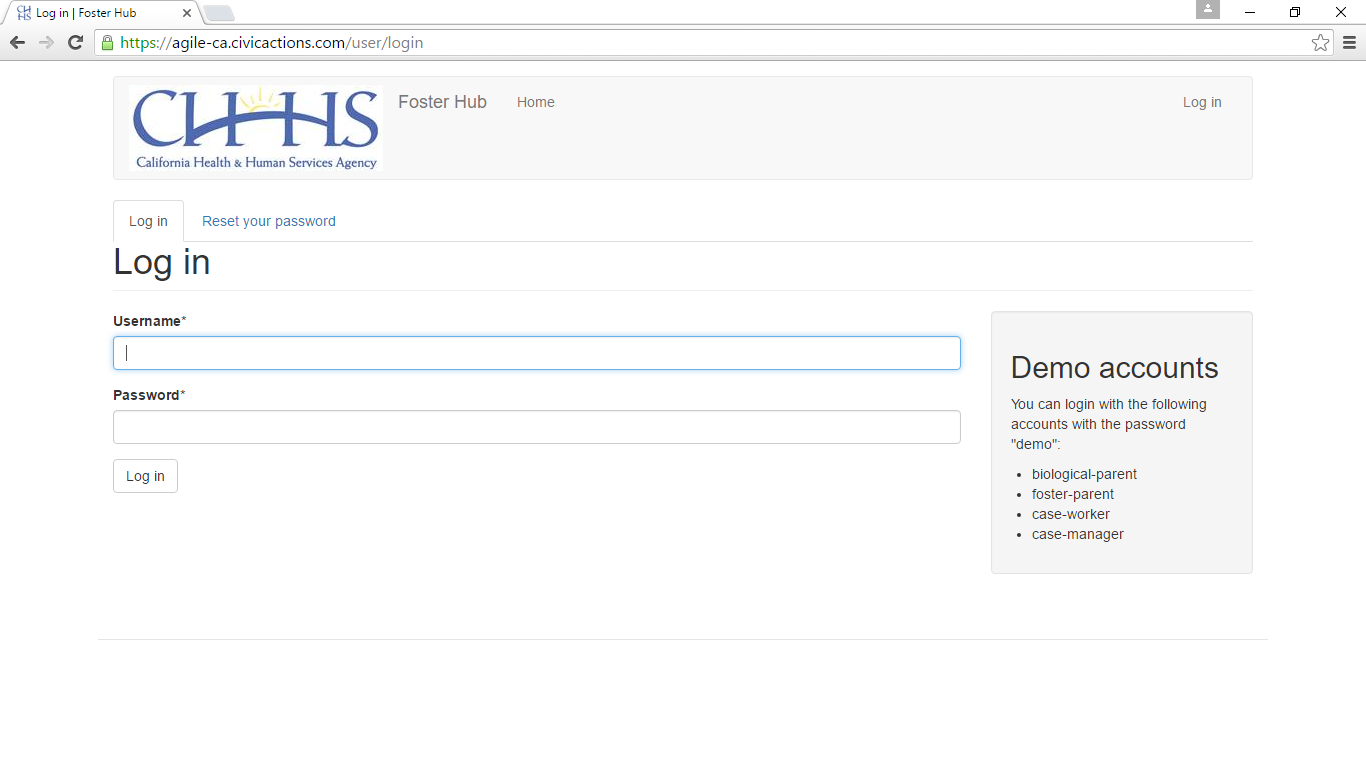 Log in | Foster Hub
https://agile-ca.civicactions.com/user/login
CHHS
California Health & Human Services Agency
Foster Hub
Home
Log in
Log in
Reset your password
Log in
Username*
Password*
Log in
Demo accounts
You can login with the following
accounts with the password
"demo":
biological-parent
foster-parent
case-worker
case-manager